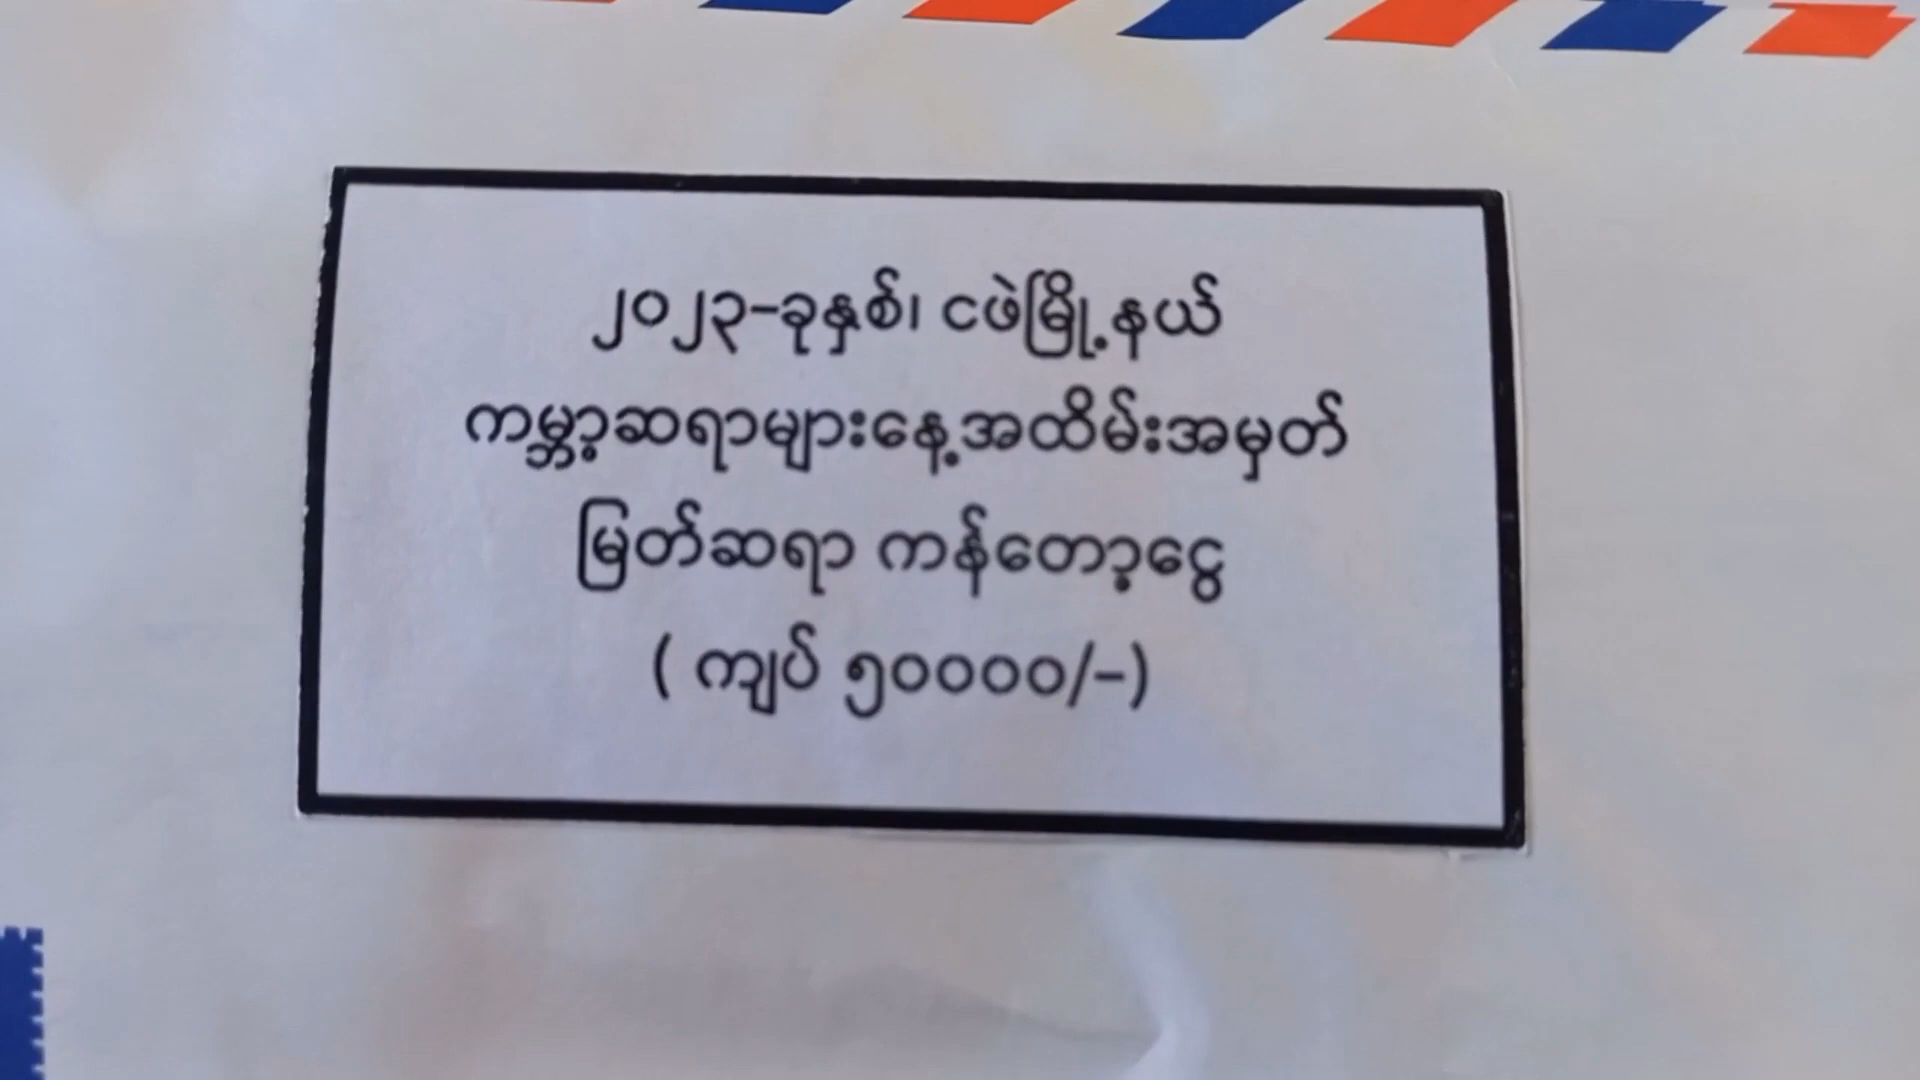 ၂၀၂၃-ခုနှစ်၊ ငဖဲမြို့နယ်
ကမ္ဘာ့ဆရာများနေ့အထိမ်းအမှတ်
မြတ်ဆရာ ကန်တော့ငွေ
( ကျပ် ၅၀၀၀၀/-)